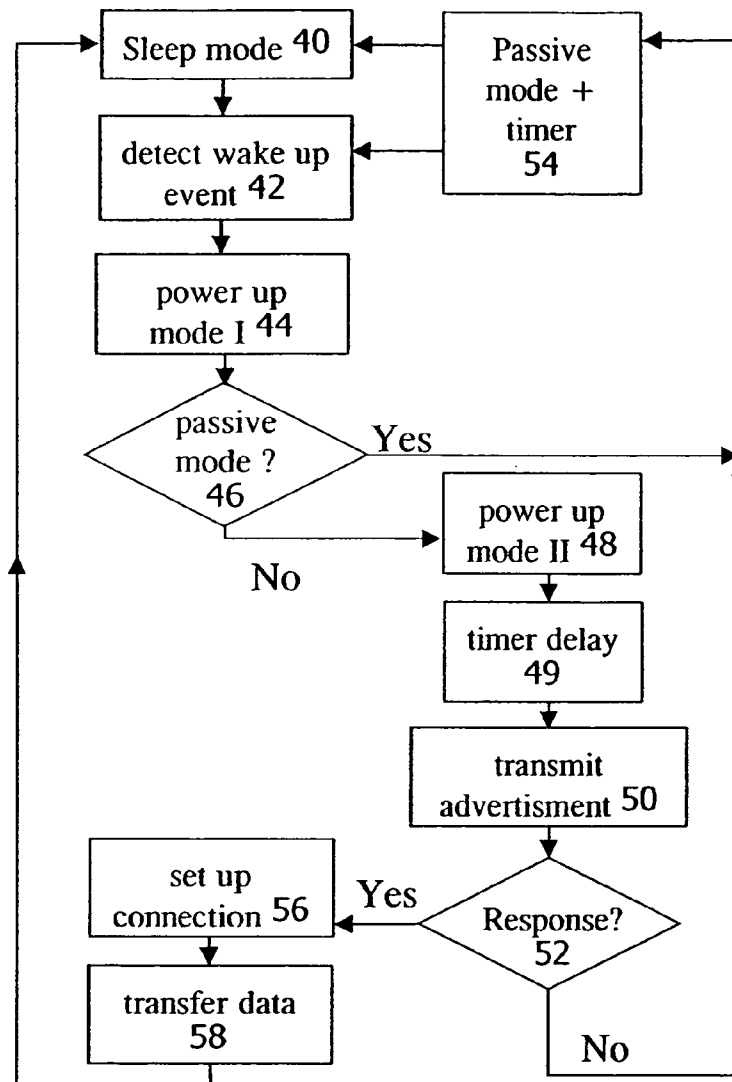 Sleep mode 40
Passive
mode +
timer
54
detect wake up
event 42
power up
mode I 44
passive
mode ?
46
Yes
No
power up
mode II 48
timer delay
49
transmit
advertisment 50
Response?
52
Yes
No
set up
connection 56
transfer data
58